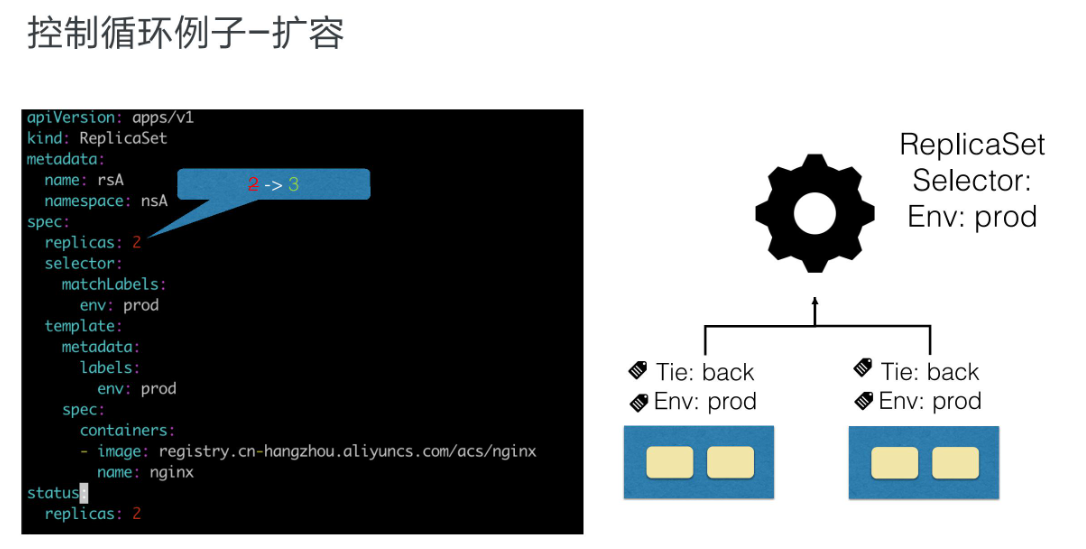 控制循环例子-扩容
apiVersion: apps/v1
kind: ReplicaSet
metadata:
name: rsA
namespace: nsA
2 -> 3
spec:
replicas: 2
selector:
matchLabels:
env: prod
template:
metadata:
labels:
env: prod
spec:
containers:
- image: registry.cn-hangzhou.aliyuncs.com/acs/nginx
name: nginx
status:
replicas: 2
ReplicaSet
Selector:
Env: prod
Tie: back
Env: prod
Tie: back
Env: prod